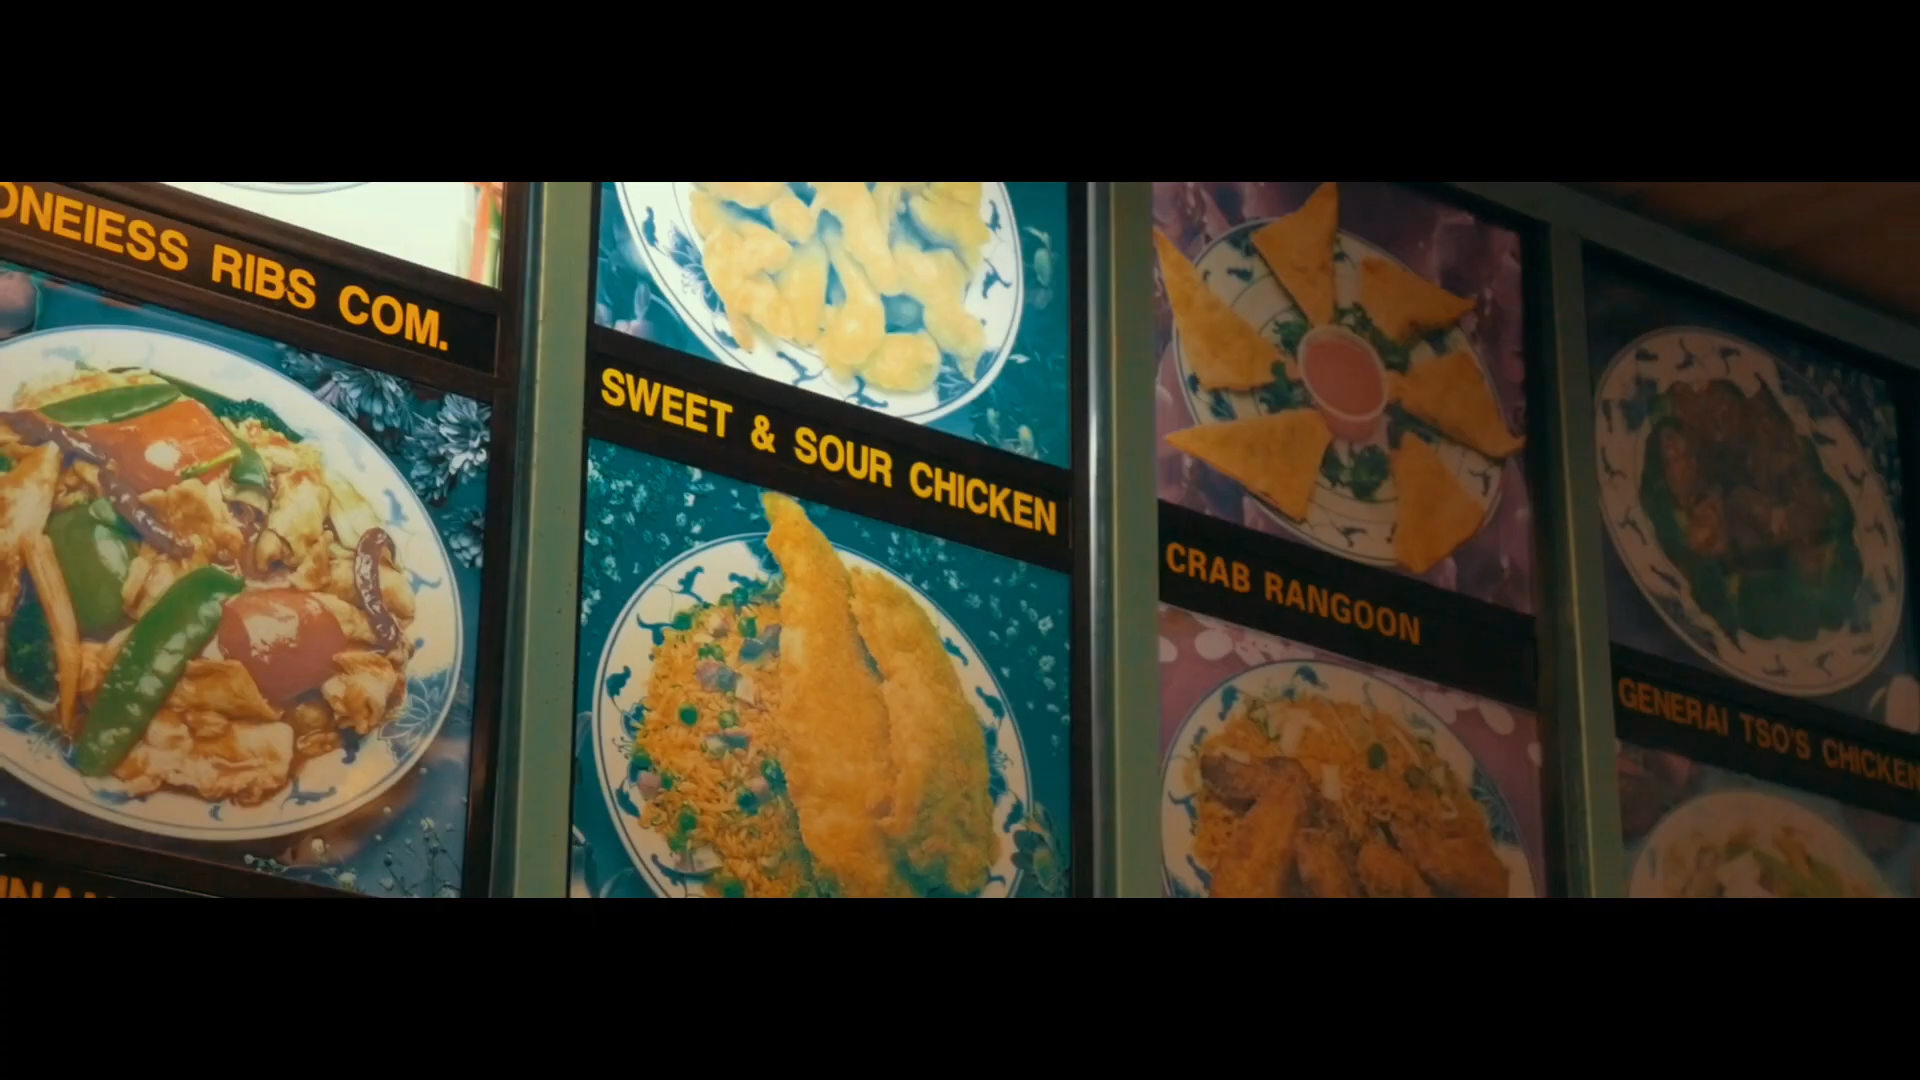 ONEIESS RIBS COM.
SWEET & SOUR CHICKEN
CRAB RANGOON
GENERAI TSO'S CHICKEN